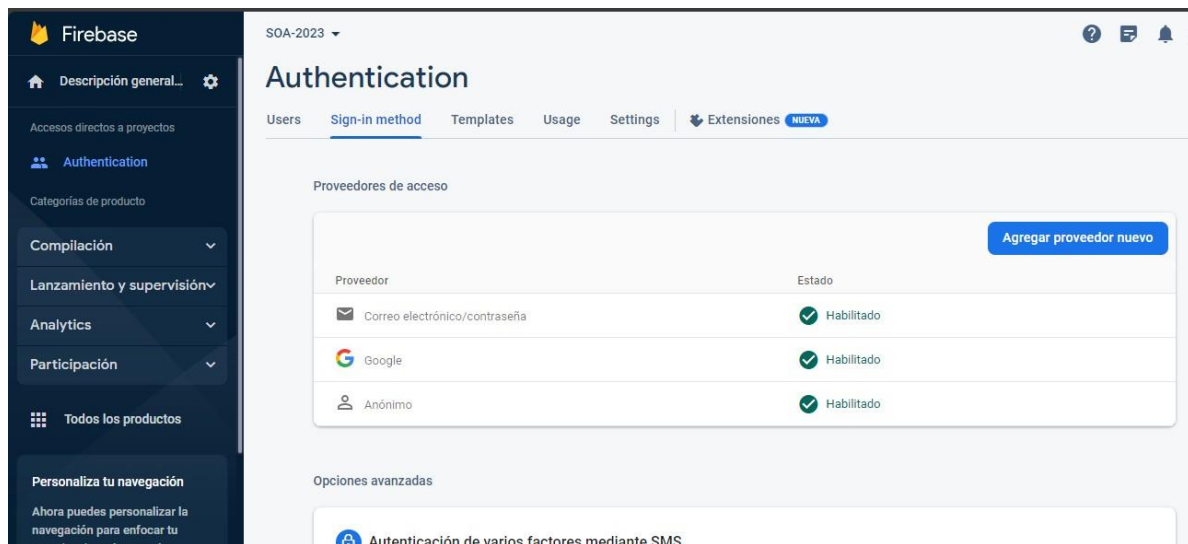 Firebase
Descripción general...
Accesos directos a proyectos
Authentication
Categorías de producto
Compilación
Lanzamiento y supervisión
Analytics
Participación
Todos los productos
Personaliza tu navegación
Ahora puedes personalizar la
navegación para enfocar tu
SOA-2023
Authentication
Users Sign-in method Templates Usage Settings Extensiones NUEVA
Proveedores de acceso
Agregar proveedor nuevo
Proveedor Estado
Correo electrónico/contraseña Habilitado
Google Habilitado
Anónimo Habilitado
Opciones avanzadas
Autenticación de varios factores mediante SMS